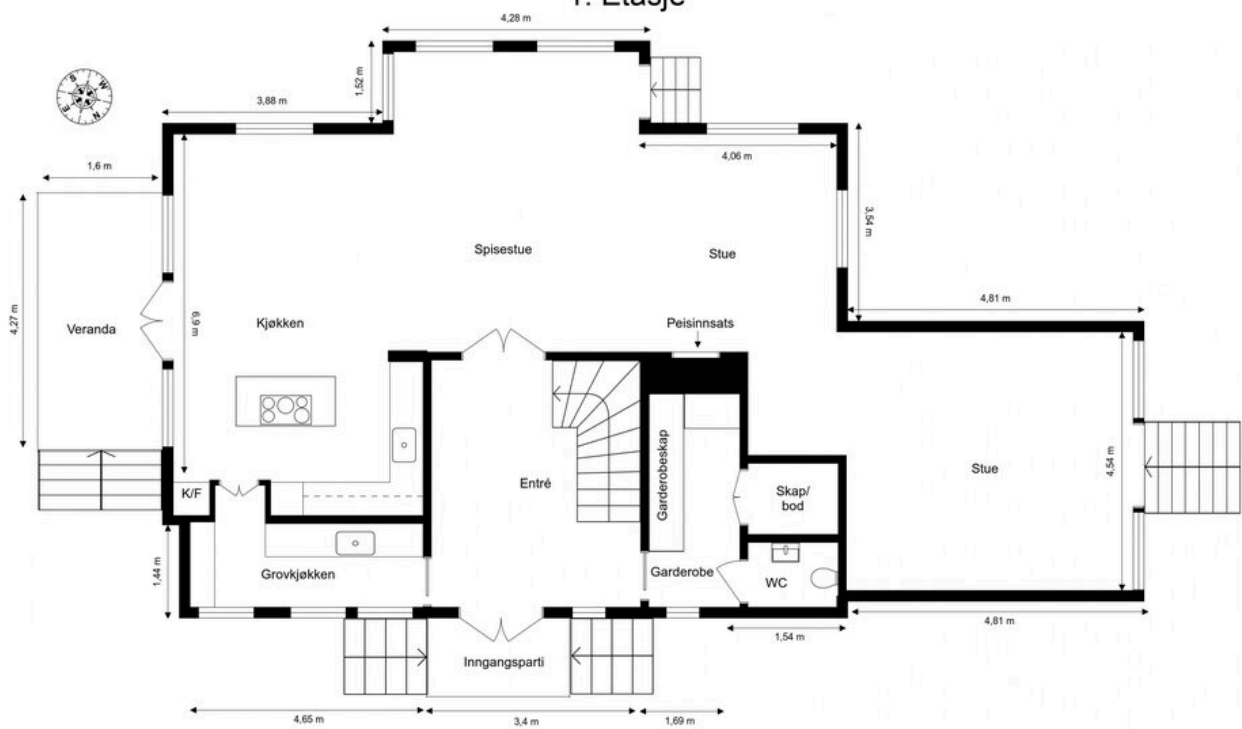 1. Etasje
4,28 m
1,52 m
S
W
E
N
3,88 m
4,06 m
1,6 m
3,54 m
4,27 m
6,9 m
Spisestue
Stue
4,81 m
Veranda
Kjøkken
Peisinnsats
4,54 m
Garderobeskap
Stue
Entré
K/F
Skap/
bod
1,44 m
Grovkjøkken
Garderobe
WC
4,81 m
1,54 m
Inngangsparti
4,65 m
3,4 m
1,69 m